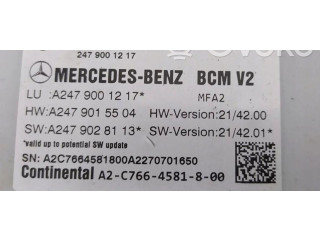 247 900 12 17
MERCEDES-BENZ BCM V2
LU :A247 900 12 17* MFA2
HW:A247 901 55 04 HW-Version:21/42.00
SW:A247 902 81 13* SW-Version:21/42.01*
*valid up to potential SW update
SN: A2C7664581800A2270701650
Continental A2-C766-4581-8-00